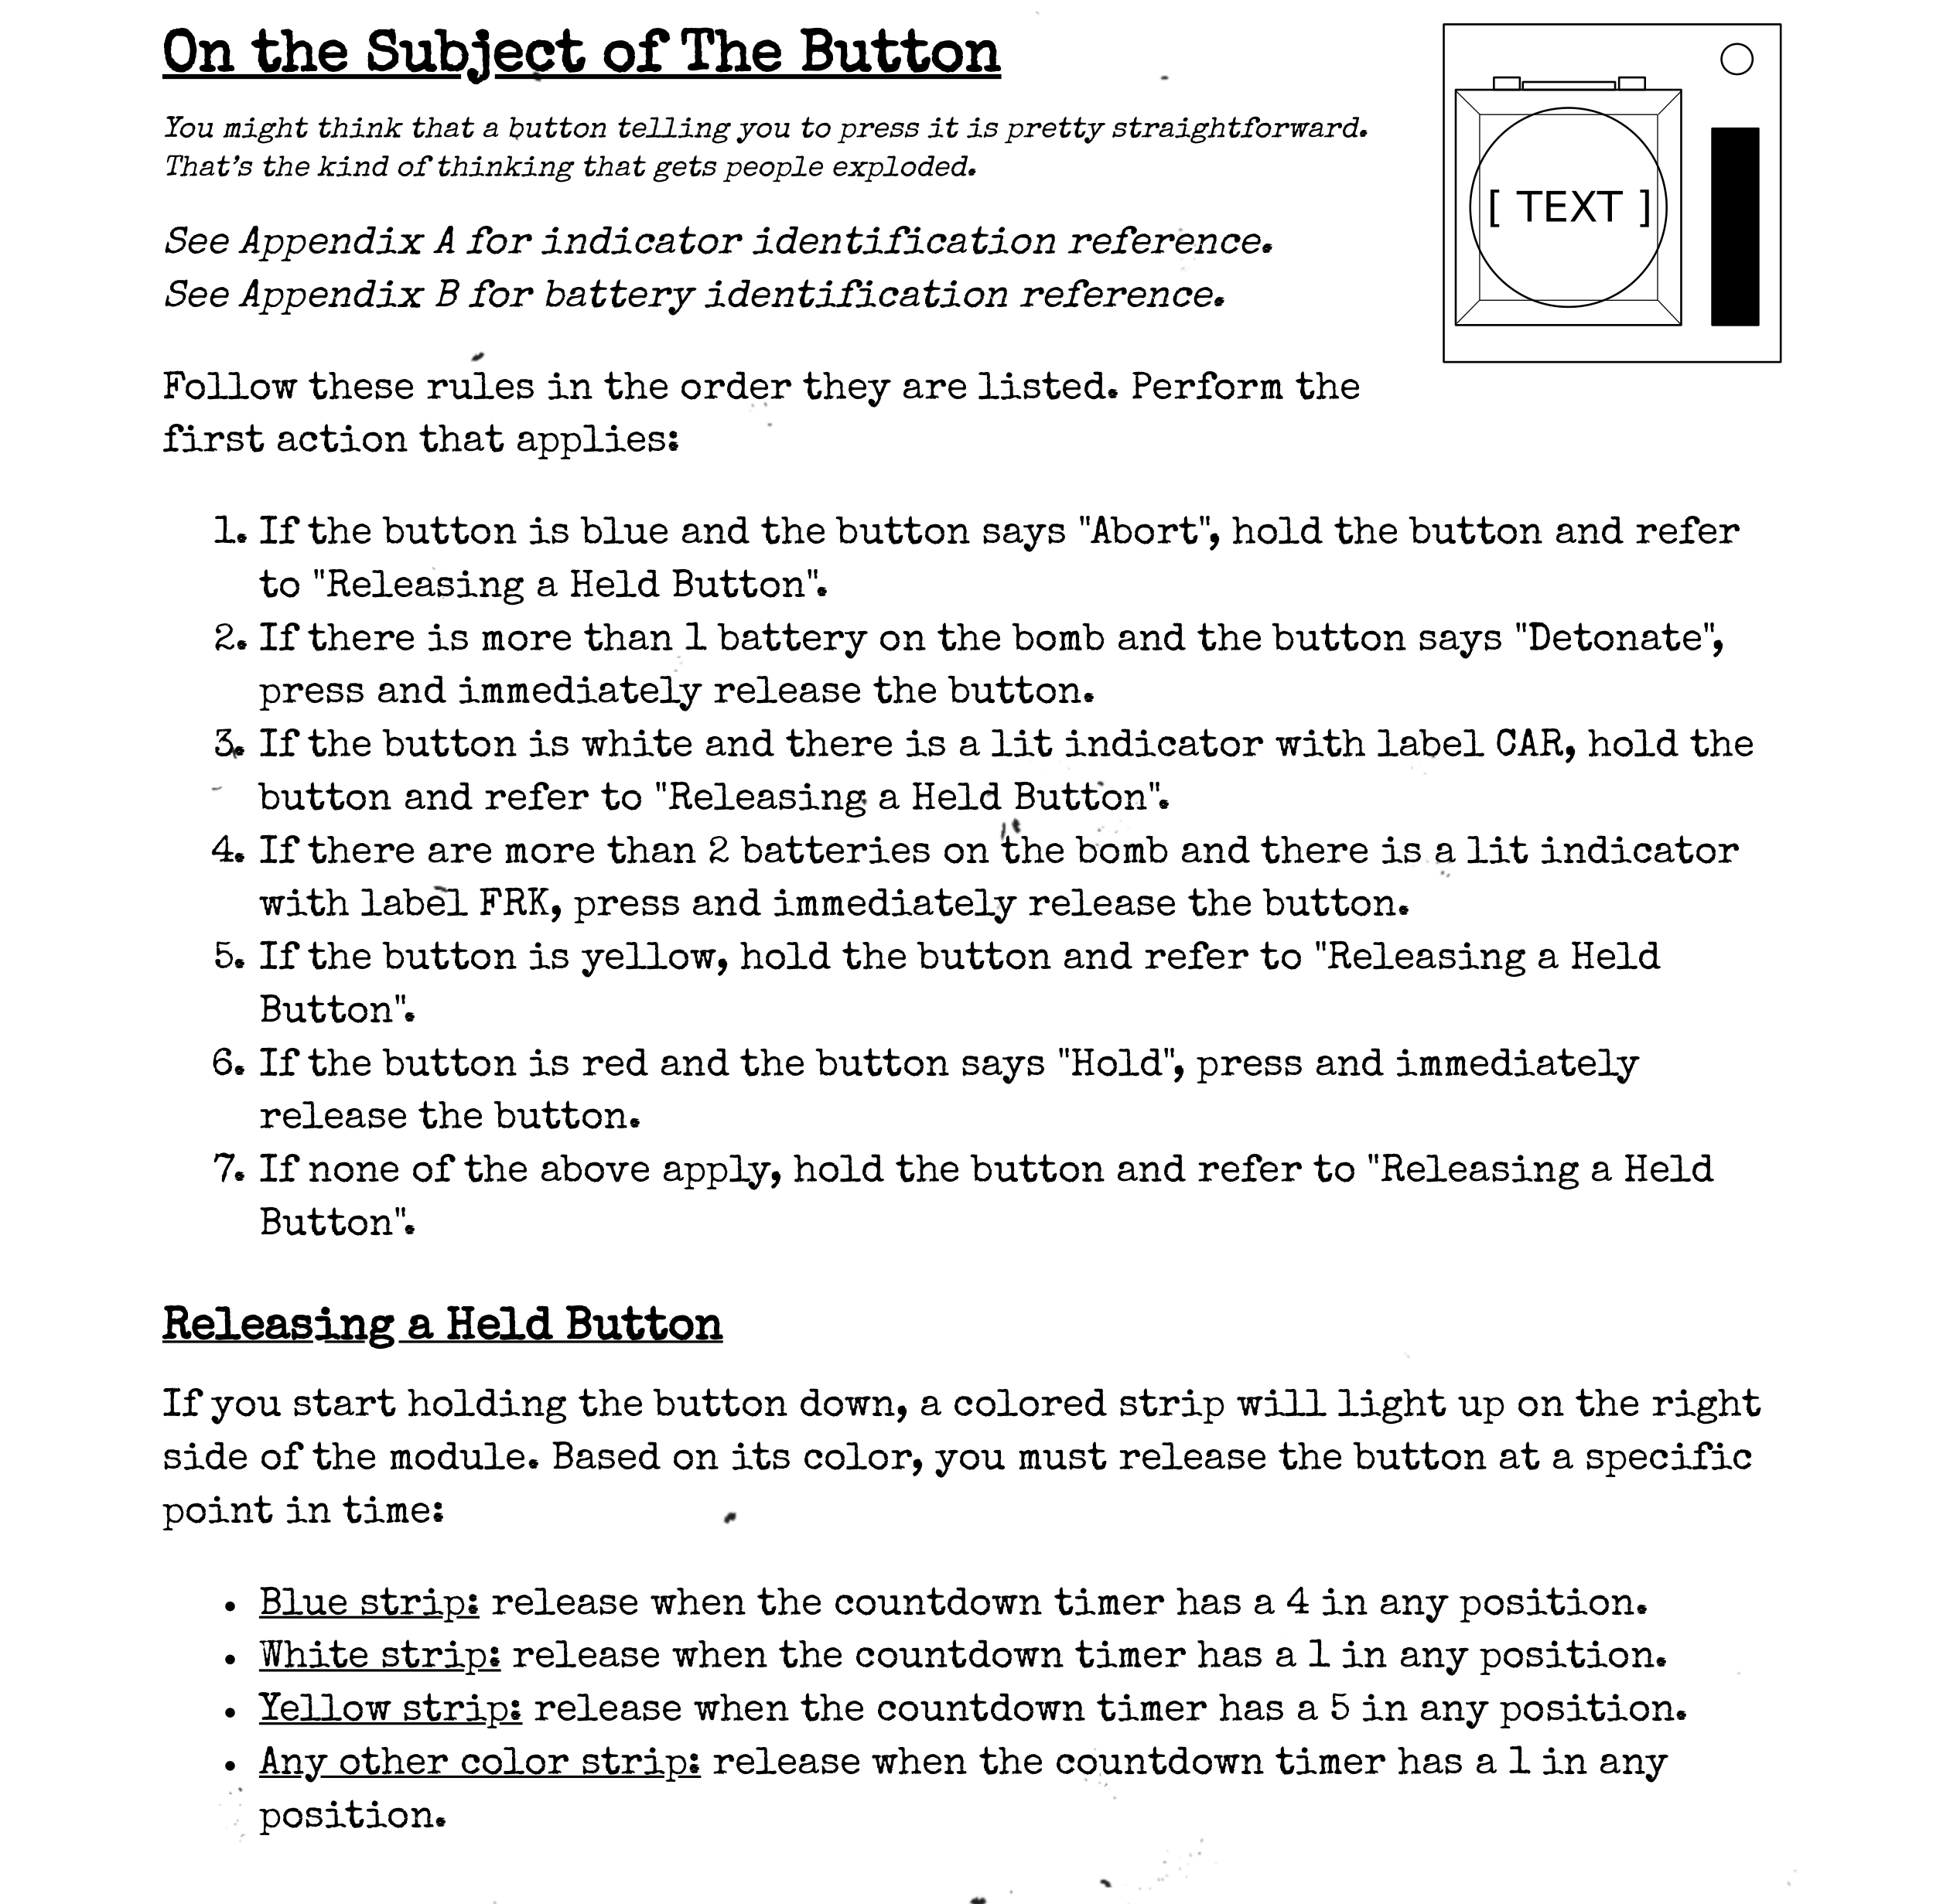 On the Subject of The Button
You might think that a button telling you to press it is pretty straightforward.
That's the kind of thinking that gets people exploded.
See Appendix A for indicator identification reference.
See Appendix B for battery identification reference.
[ TEXT ]
Follow these rules in the order they are listed. Perform the
first action that applies:
1. If the button is blue and the button says "Abort", hold the button and refer
to "Releasing a Held Button".
2. If there is more than 1 battery on the bomb and the button says "Detonate",
press and immediately release the button.
3. If the button is white and there is a lit indicator with label CAR, hold the
button and refer to "Releasing a Held Button".
4. If there are more than 2 batteries on the bomb and there is a lit indicator
with label FRK, press and immediately release the button.
5. If the button is yellow, hold the button and refer to "Releasing a Held
Button".
6. If the button is red and the button says "Hold", press and immediately
release the button.
7. If none of the above apply, hold the button and refer to "Releasing a Held
Button".
Releasing a Held Button
If you start holding the button down, a colored strip will light up on the right
side of the module. Based on its color, you must release the button at a specific
point in time:
• Blue strip: release when the countdown timer has a 4 in any position.
• White strip: release when the countdown timer has a 1 in any position.
• Yellow strip: release when the countdown timer has a 5 in any position.
• Any other color strip: release when the countdown timer has a 1 in any
position.